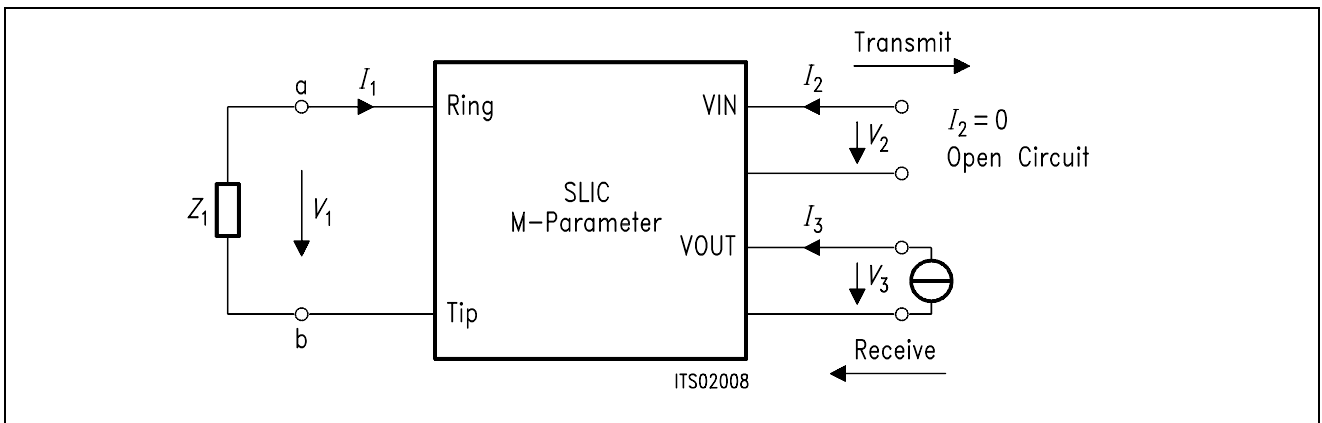 Transmit
a
I₁
I₂
Ring
VIN
I₂ = 0
V₂
Open Circuit
SLIC
Z₁
V₁
M-Parameter
I₃
VOUT
V₃
Tip
b
Receive
ITS02008